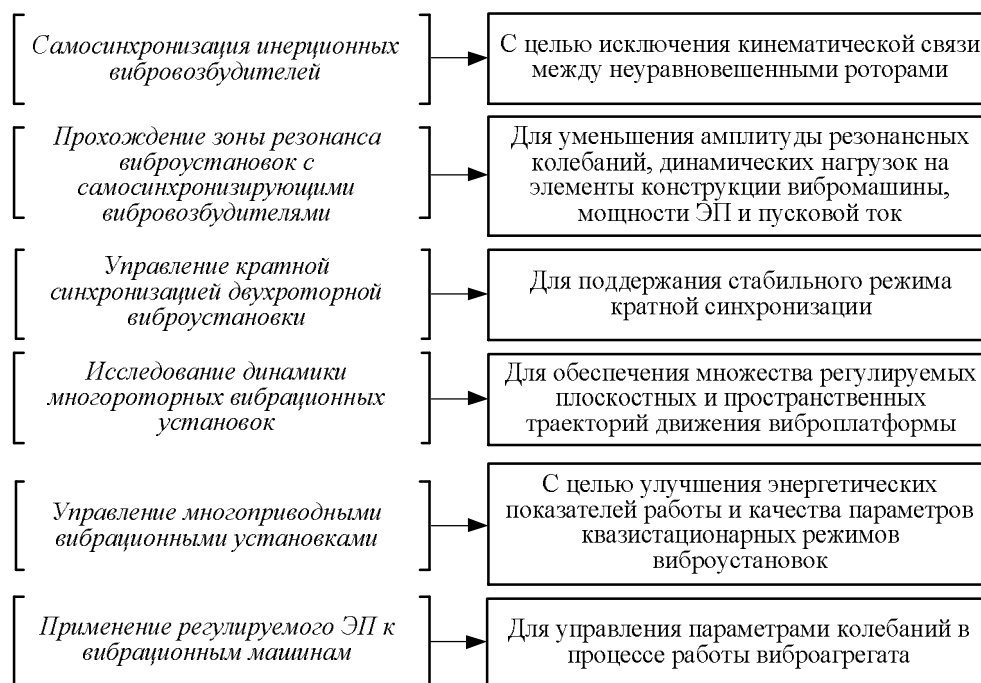 Самосинхронизация инерционных
вибровозбудителей
С целью исключения кинематической связи
между неуравновешенными роторами
Прохождение зоны резонанса
виброустановок с
самосинхронизирующими
вибровозбудителями
Для уменьшения амплитуды резонансных
колебаний, динамических нагрузок на
элементы конструкции вибромашины,
мощности ЭП и пусковой ток
Управление кратной
синхронизацией двухроторной
виброустановки
Для поддержания стабильного режима
кратной синхронизации
Исследование динамики
многороторных вибрационных
установок
Для обеспечения множества регулируемых
плоскостных и пространственных
траекторий движения виброплатформы
Управление многоприводными
вибрационными установками
С целью улучшения энергетических
показателей работы и качества параметров
квазистационарных режимов
виброустановок
Применение регулируемого ЭП к
вибрационным машинам
Для управления параметрами колебаний в
процессе работы виброагрегата